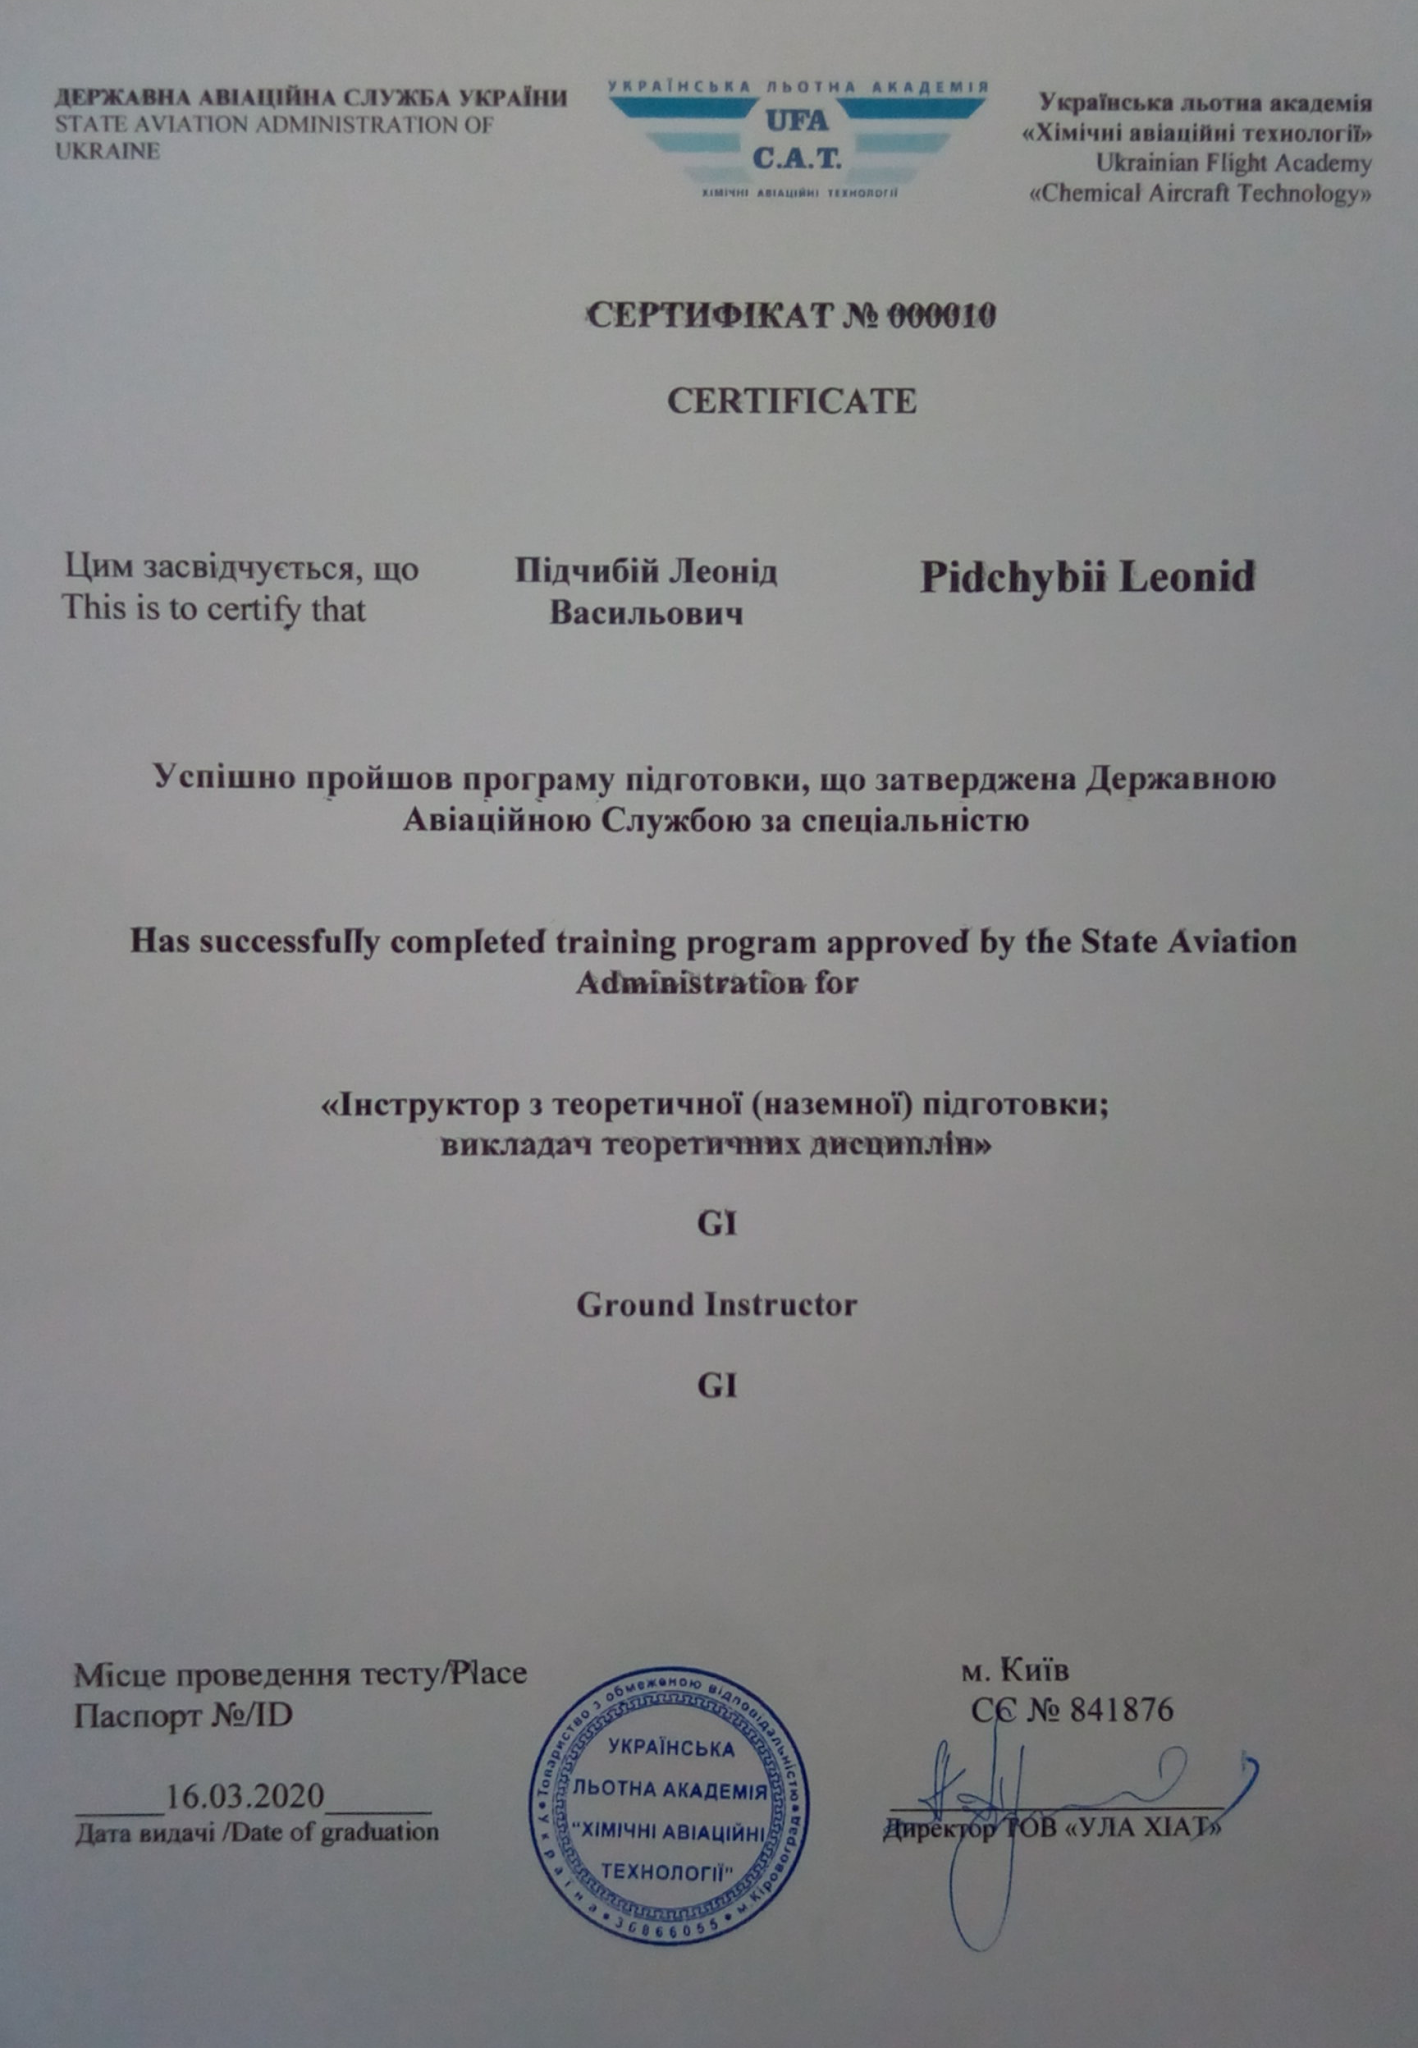 ДЕРЖАВНА АВІАЦІЙНА СЛУЖБА УКРАЇНИ
STATE AVIATION ADMINISTRATION OF
UKRAINE
УКРАЇНСЬКА ЛЬОТНА АКАДЕМІЯ
UFA
C.A.T.
ХІМІЧНІ АВІАЦІЙНІ ТЕХНОЛОГІЇ
Українська льотна академія
«Хімічні авіаційні технології»
Ukrainian Flight Academy
«Chemical Aircraft Technology»
СЕРТИФІКАТ № 000010
CERTIFICATE
Цим засвідчується, що
This is to certify that
Підчибій Леонід
Васильович
Pidchybii Leonid
Успішно пройшов програму підготовки, що затверджена Державною
Авіаційною Службою за спеціальністю
Has successfully completed training program approved by the State Aviation
Administration for
«Інструктор з теоретичної (наземної) підготовки;
викладач теоретичних дисциплін»
GI
Ground Instructor
GI
Місце проведення тесту/Place
м. Київ
Паспорт №/ID
СЄ № 841876
______16.03.2020_______
Дата видачі /Date of graduation
Директор ТОВ «УЛА ХІАТ»
Україна • Товариство з обмеженою відповідальністю • м.Кіровоград • 36866055
УКРАЇНСЬКА
ЛЬОТНА АКАДЕМІЯ
"ХІМІЧНІ АВІАЦІЙНІ
ТЕХНОЛОГІЇ"